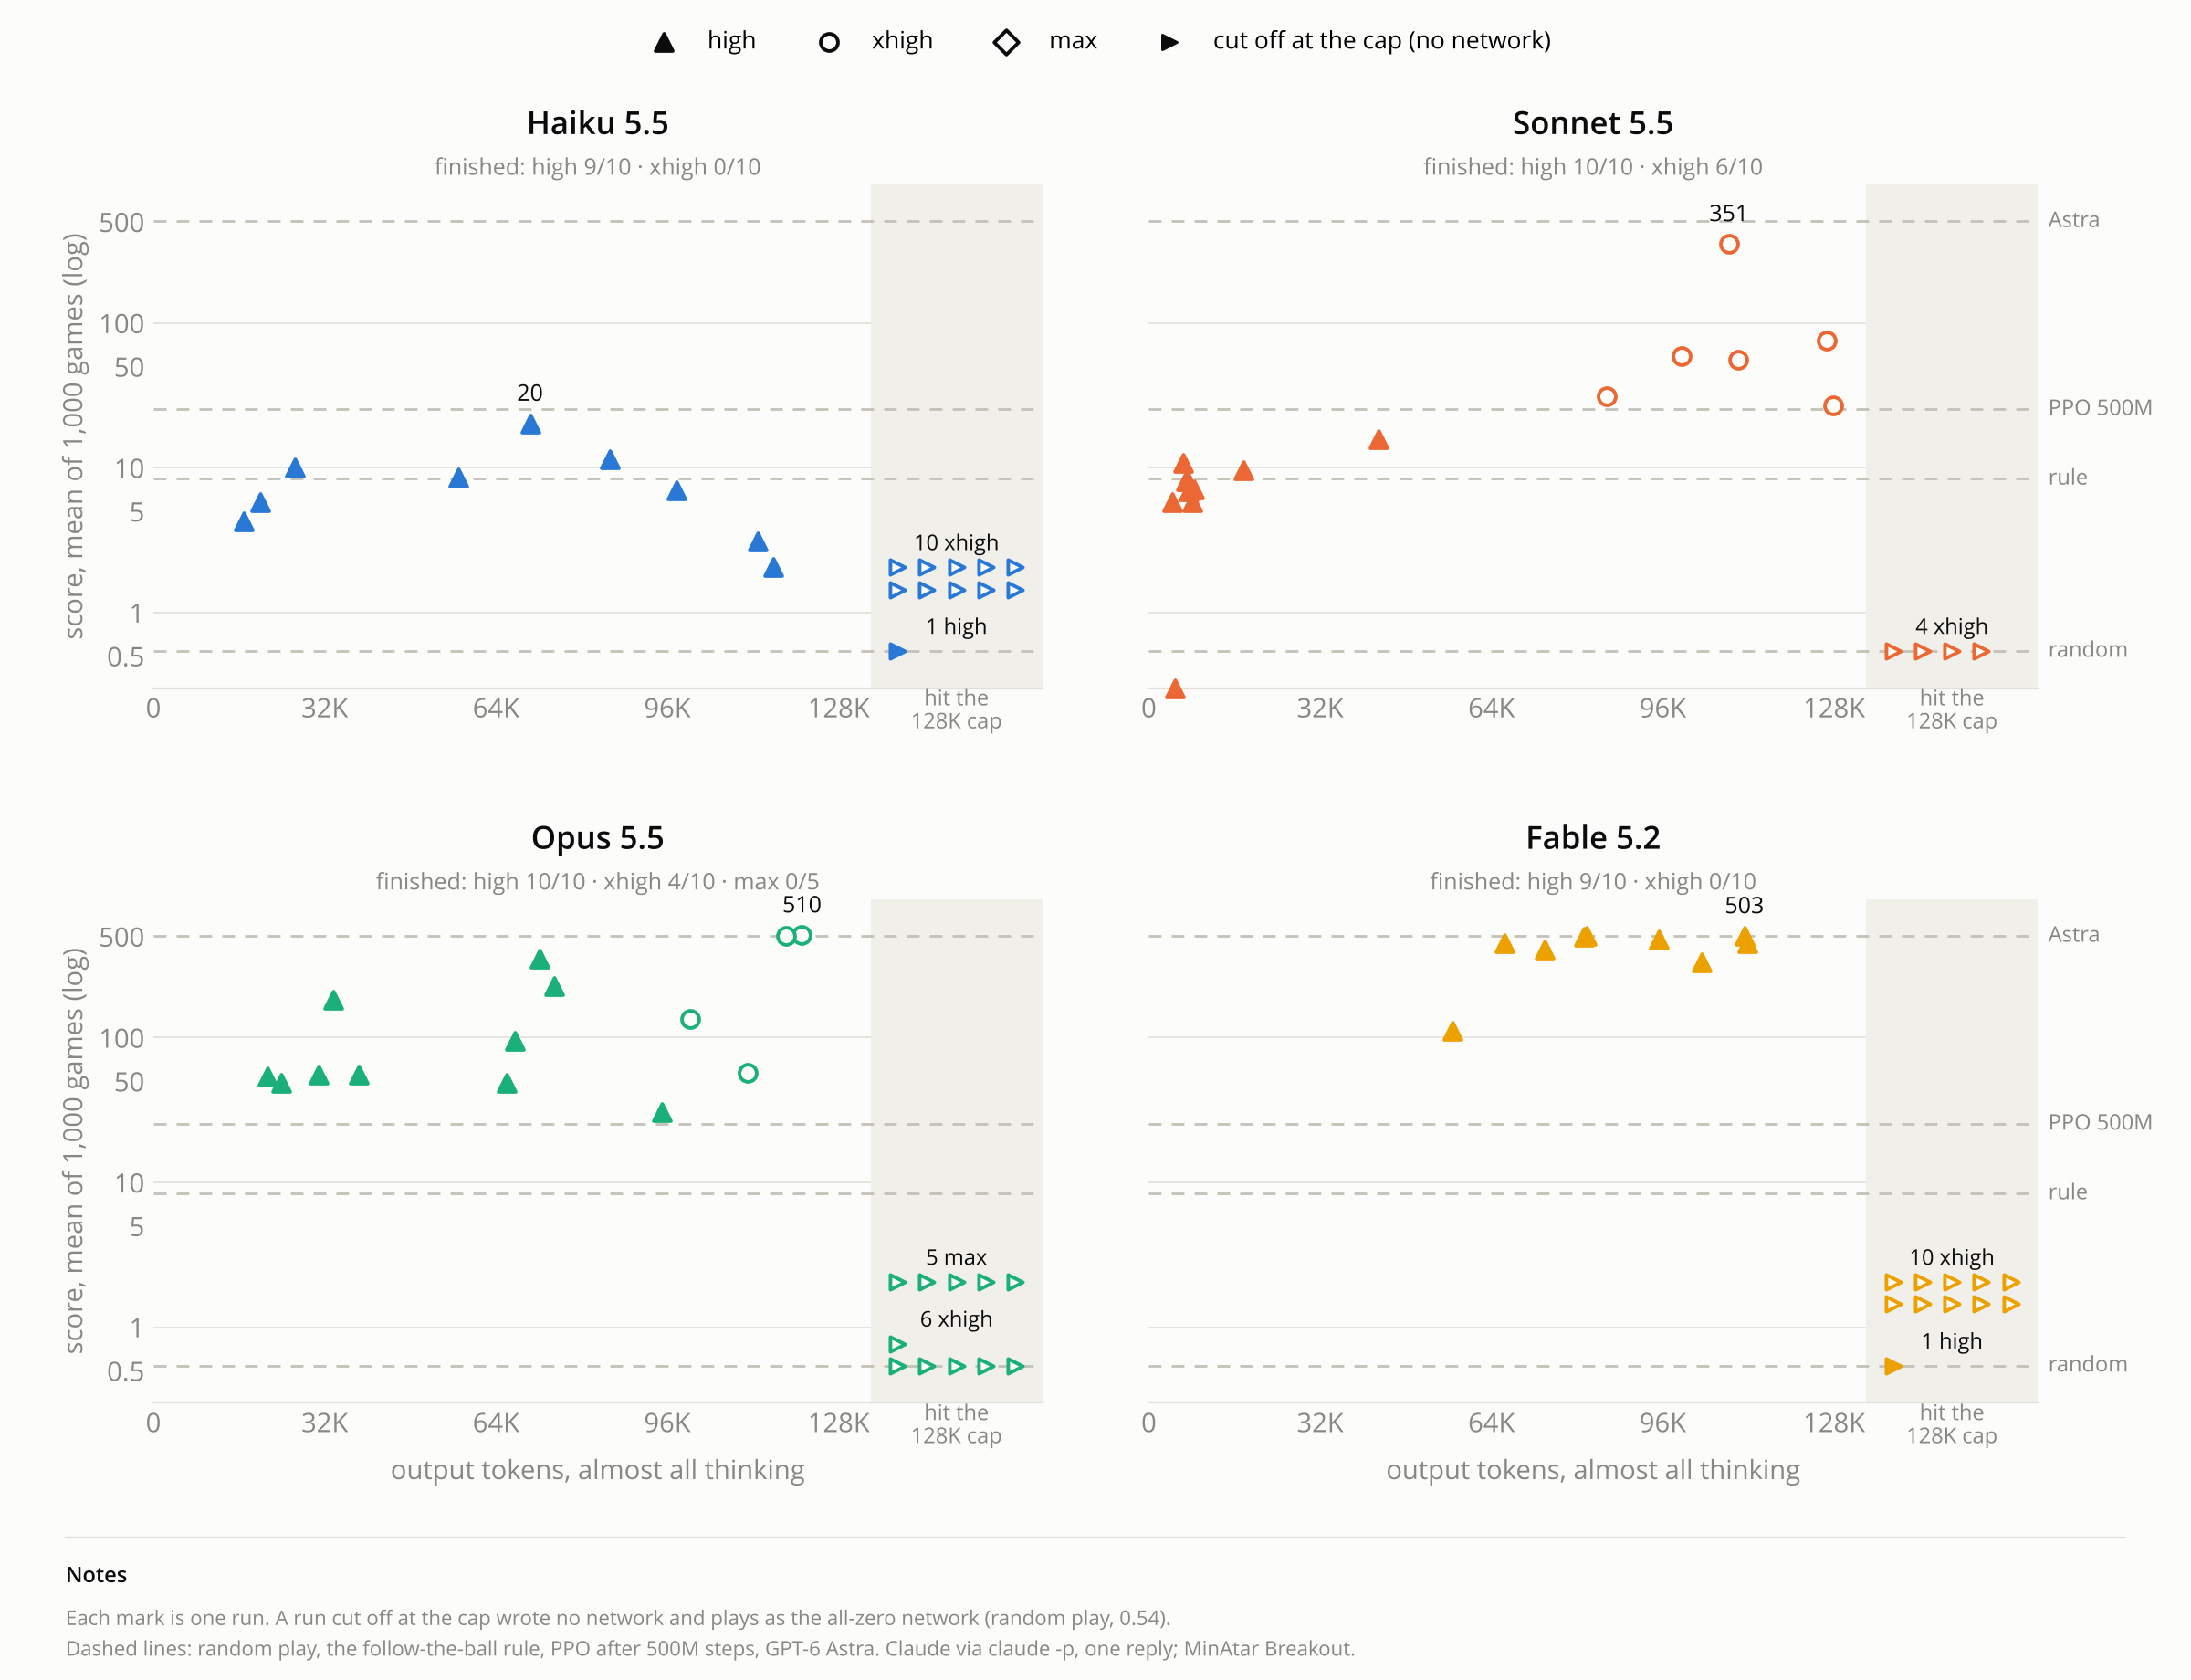 high xhigh max cut off at the cap (no network)
Haiku 5.5
finished: high 9/10 · xhigh 0/10
score, mean of 1,000 games (log)
500
100
50
10
5
1
0.5
20
10 xhigh
1 high
0 32K 64K 96K 128K
hit the
128K cap
Sonnet 5.5
finished: high 10/10 · xhigh 6/10
351
4 xhigh
Astra
PPO 500M
rule
random
0 32K 64K 96K 128K
hit the
128K cap
Opus 5.5
finished: high 10/10 · xhigh 4/10 · max 0/5
510
score, mean of 1,000 games (log)
500
100
50
10
5
1
0.5
5 max
6 xhigh
0 32K 64K 96K 128K
hit the
128K cap
output tokens, almost all thinking
Fable 5.2
finished: high 9/10 · xhigh 0/10
503
10 xhigh
1 high
Astra
PPO 500M
rule
random
0 32K 64K 96K 128K
hit the
128K cap
output tokens, almost all thinking
Notes
Each mark is one run. A run cut off at the cap wrote no network and plays as the all-zero network (random play, 0.54).
Dashed lines: random play, the follow-the-ball rule, PPO after 500M steps, GPT-6 Astra. Claude via claude -p, one reply; MinAtar Breakout.